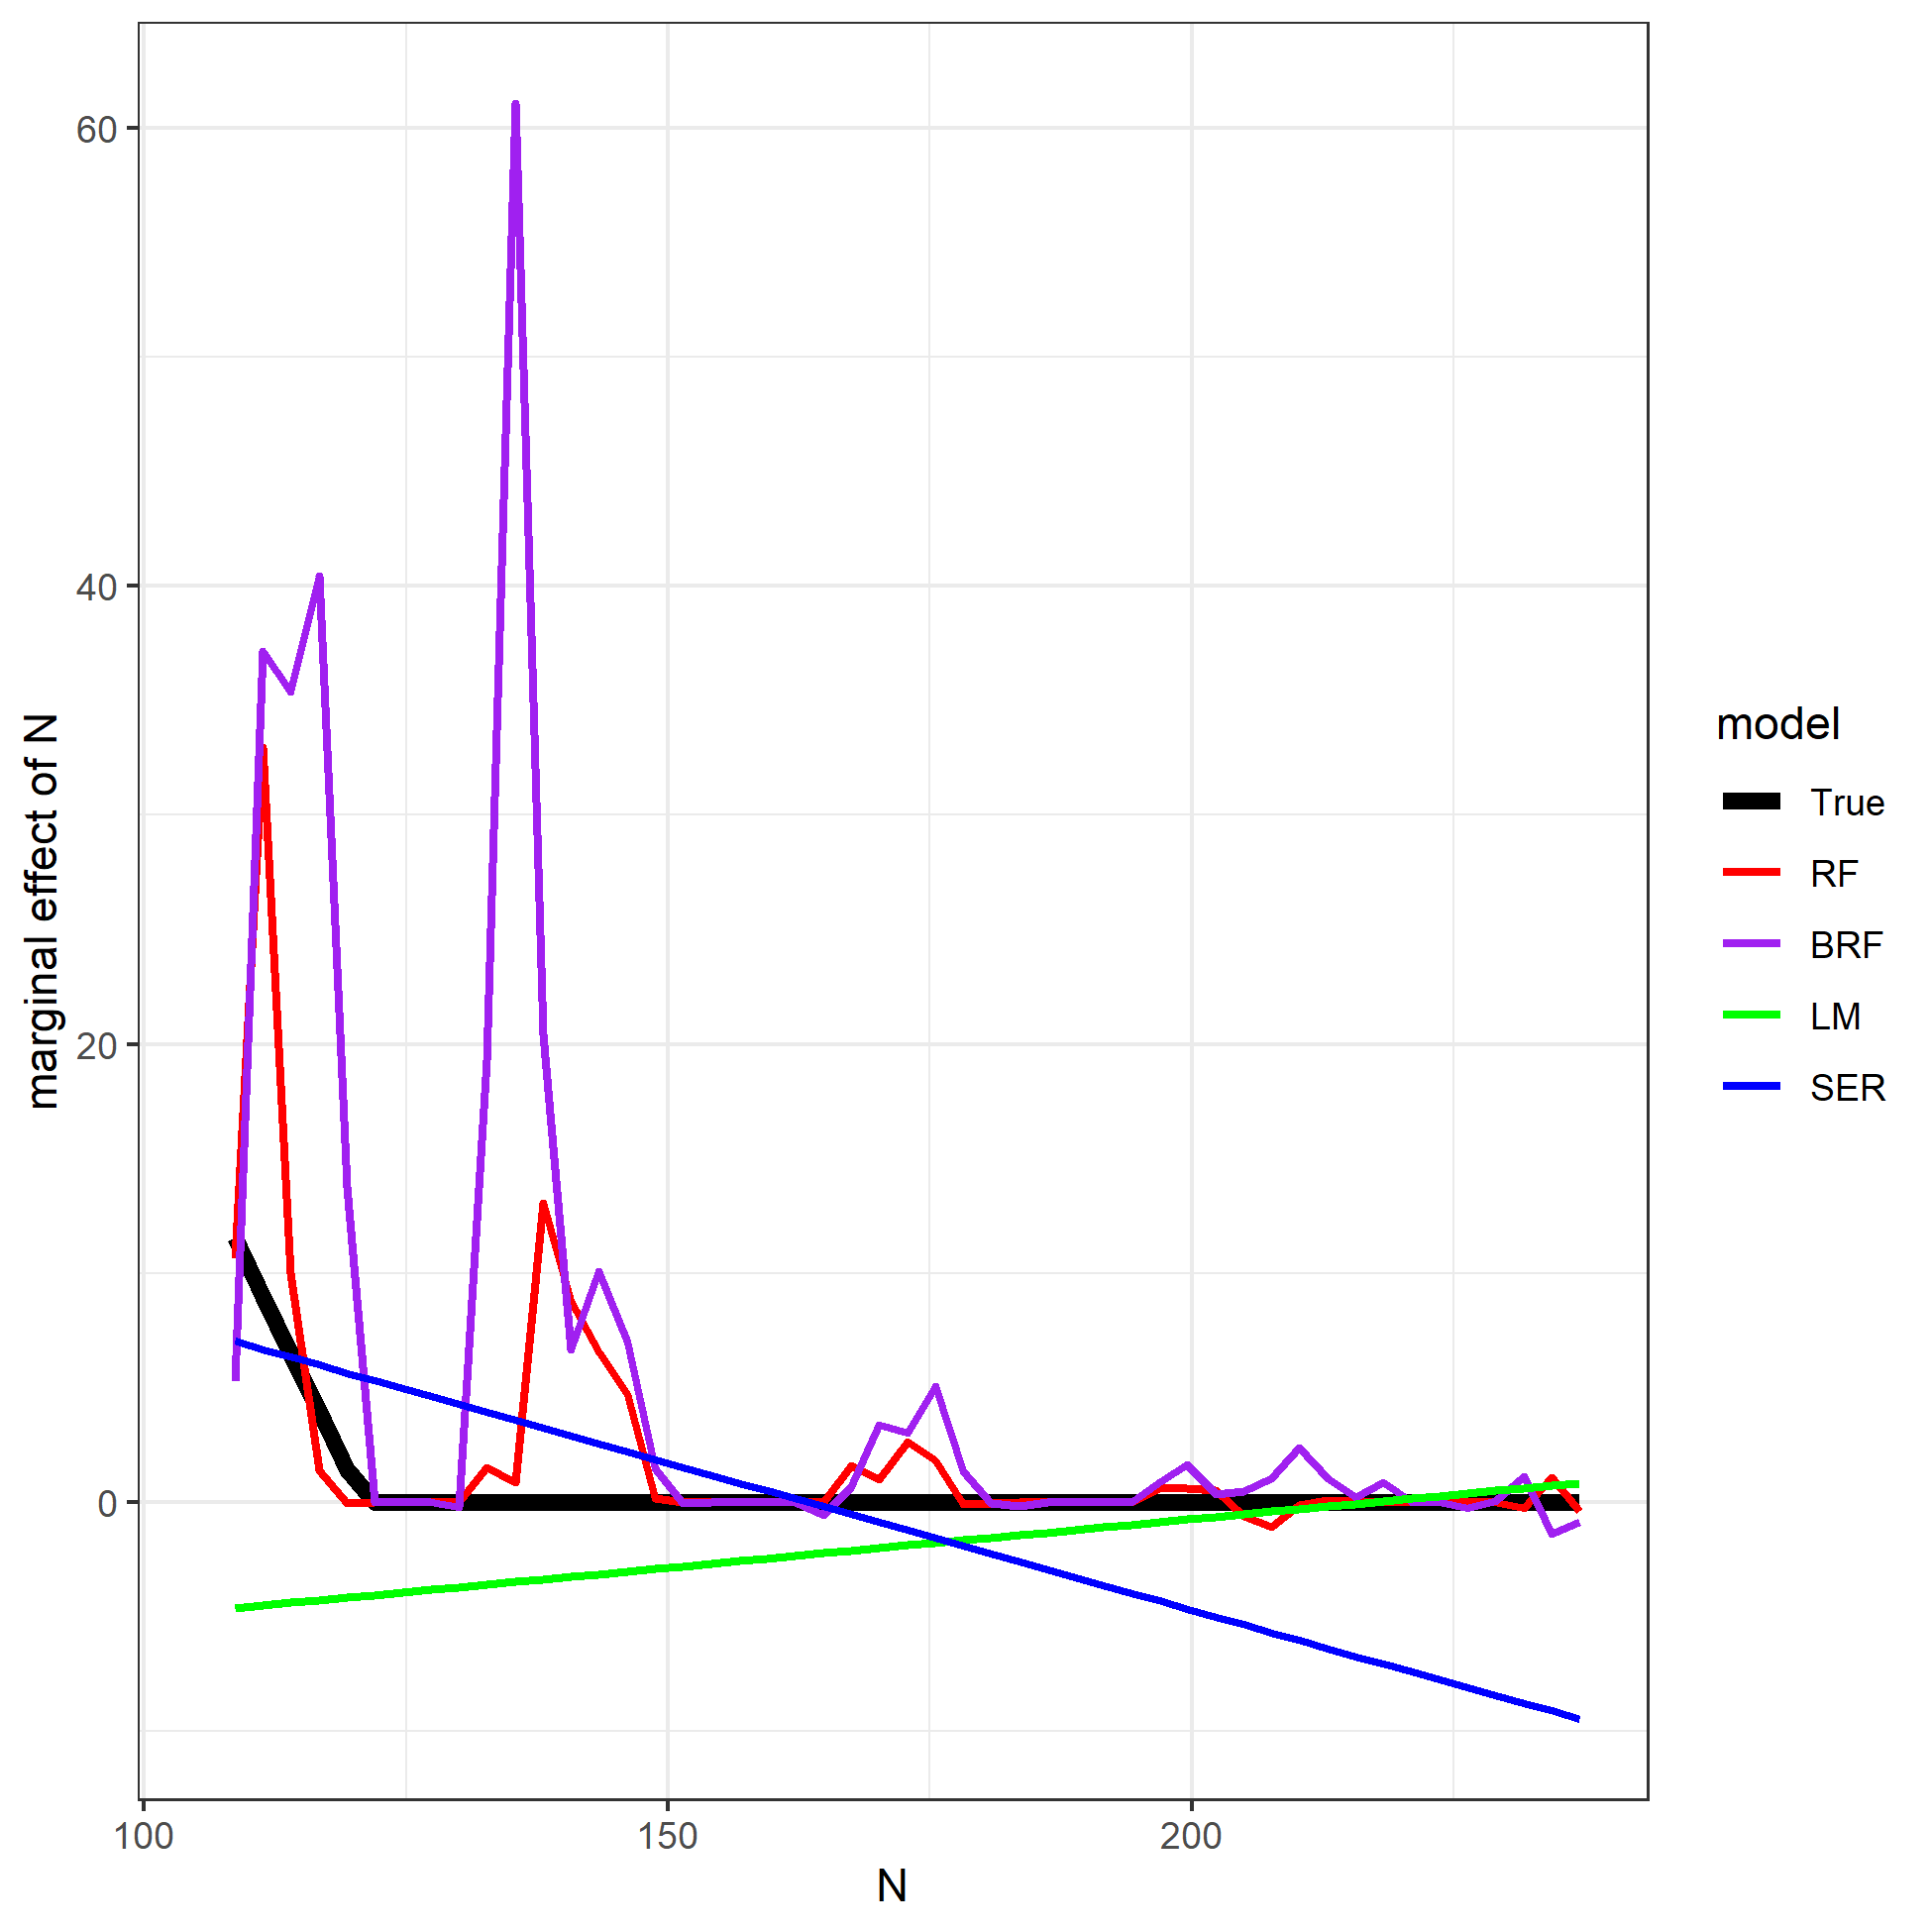 marginal effect of N
60
40
20
0
100
150
200
N
model
True
RF
BRF
LM
SER